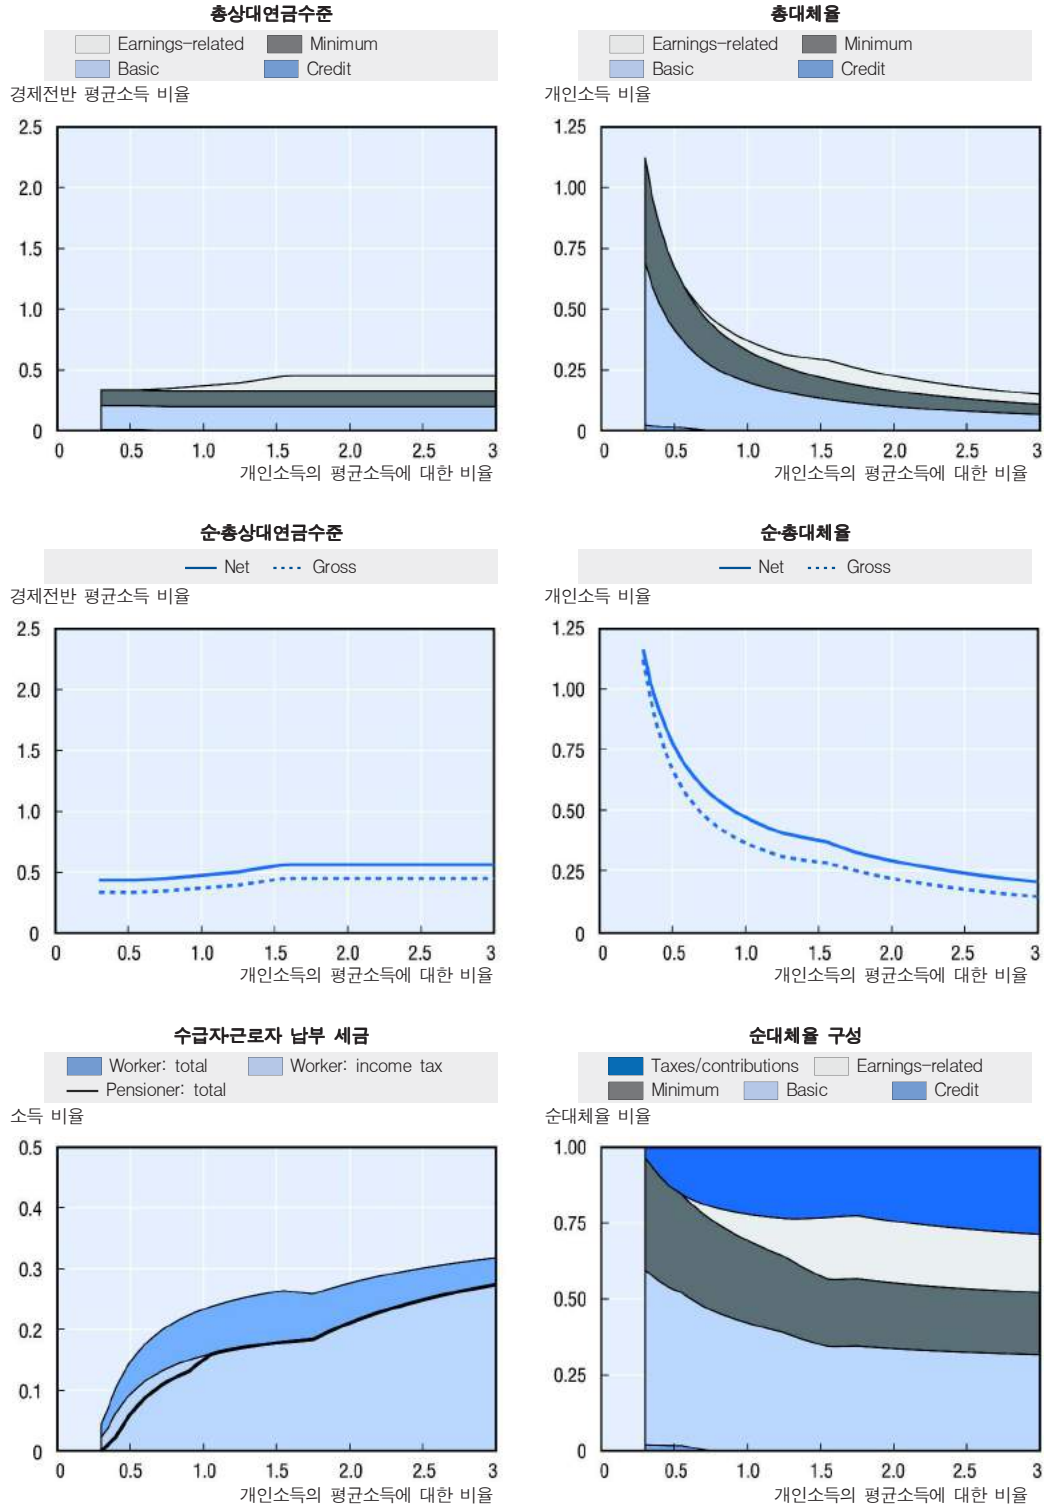 총상대연금수준
Earnings-related Minimum
Basic Credit
경제전반 평균소득 비율
2.5
2.0
1.5
1.0
0.5
0
0 0.5 1.0 1.5 2.0 2.5 3
개인소득의 평균소득에 대한 비율
총대체율
Earnings-related Minimum
Basic Credit
개인소득 비율
1.25
1.00
0.75
0.50
0.25
0
0 0.5 1.0 1.5 2.0 2.5 3
개인소득의 평균소득에 대한 비율
순·총상대연금수준
Net Gross
경제전반 평균소득 비율
2.5
2.0
1.5
1.0
0.5
0
0 0.5 1.0 1.5 2.0 2.5 3
개인소득의 평균소득에 대한 비율
순·총대체율
Net Gross
개인소득 비율
1.25
1.00
0.75
0.50
0.25
0
0 0.5 1.0 1.5 2.0 2.5 3
개인소득의 평균소득에 대한 비율
수급자·근로자 납부 세금
Worker: total Worker: income tax
Pensioner: total
소득 비율
0.5
0.4
0.3
0.2
0.1
0
0 0.5 1.0 1.5 2.0 2.5 3
개인소득의 평균소득에 대한 비율
순대체율 구성
Taxes/contributions Earnings-related
Minimum Basic Credit
순대체율 비율
1.00
0.75
0.50
0.25
0
0 0.5 1.0 1.5 2.0 2.5 3
개인소득의 평균소득에 대한 비율